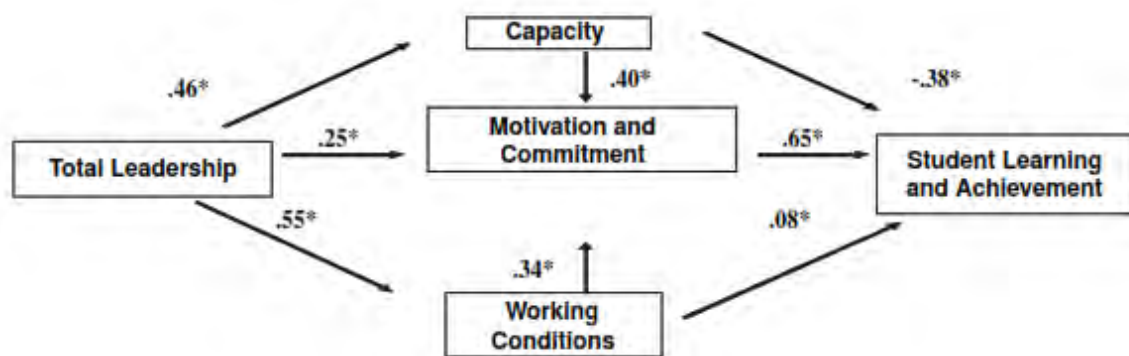 Capacity
.46*
.40*
-.38*
Motivation and
Commitment
.25*
.65*
Total Leadership
Student Learning
and Achievement
.55*
.08*
.34*
Working
Conditions